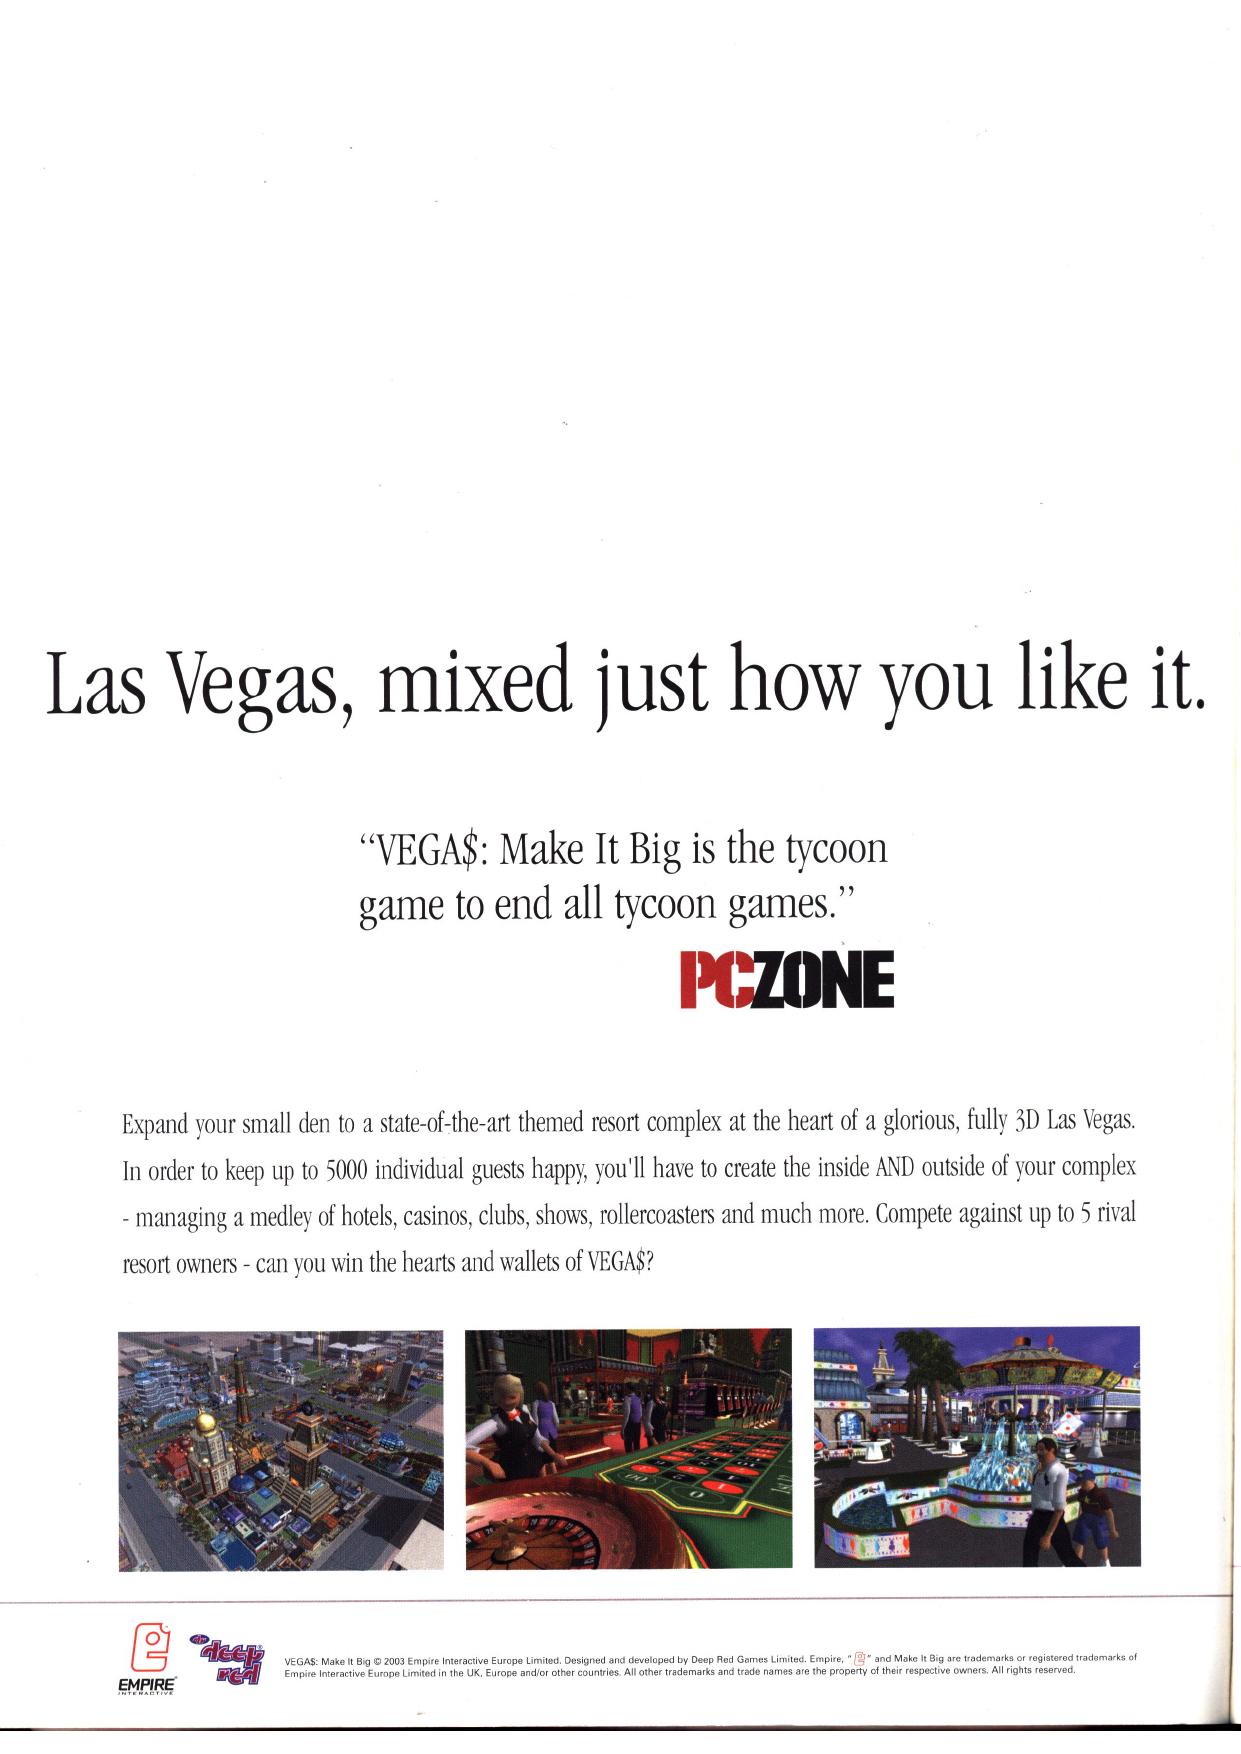 Las Vegas, mixed just how you like it.
“VEGA$: Make It Big is the tycoon
game to end all tycoon games.”
PCZONE
Expand your small den to a state-of-the-art themed resort complex at the heart of a glorious, fully 3D Las Vegas.
In order to keep up to 5000 individual guests happy, you'll have to create the inside AND outside of your complex
- managing a medley of hotels, casinos, clubs, shows, rollercoasters and much more. Compete against up to 5 rival
resort owners - can you win the hearts and wallets of VEGA$?
EMPIRE
INTERACTIVE
deep
red
VEGA$: Make It Big © 2003 Empire Interactive Europe Limited. Designed and developed by Deep Red Games Limited. Empire, “e” and Make It Big are trademarks or registered trademarks of
Empire Interactive Europe Limited in the UK, Europe and/or other countries. All other trademarks and trade names are the property of their respective owners. All rights reserved.